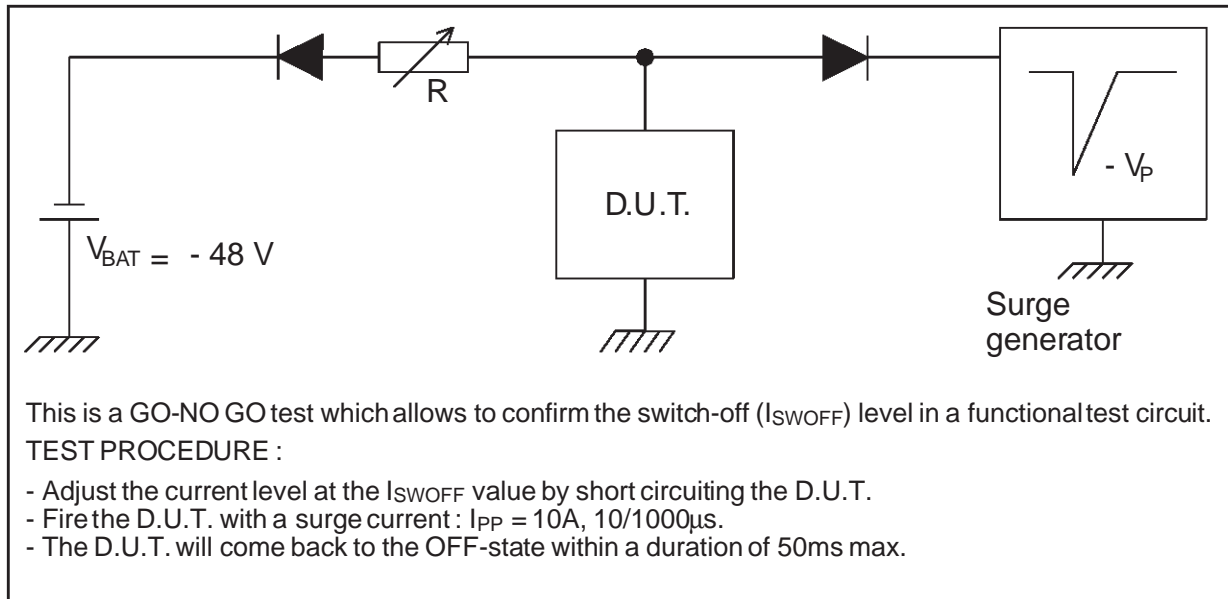 R
- VP
D.U.T.
VBAT = - 48 V
Surge
generator
This is a GO-NO GO test which allows to confirm the switch-off (ISWOFF) level in a functional test circuit.
TEST PROCEDURE :
- Adjust the current level at the ISWOFF value by short circuiting the D.U.T.
- Fire the D.U.T. with a surge current : IPP = 10A, 10/1000µs.
- The D.U.T. will come back to the OFF-state within a duration of 50ms max.